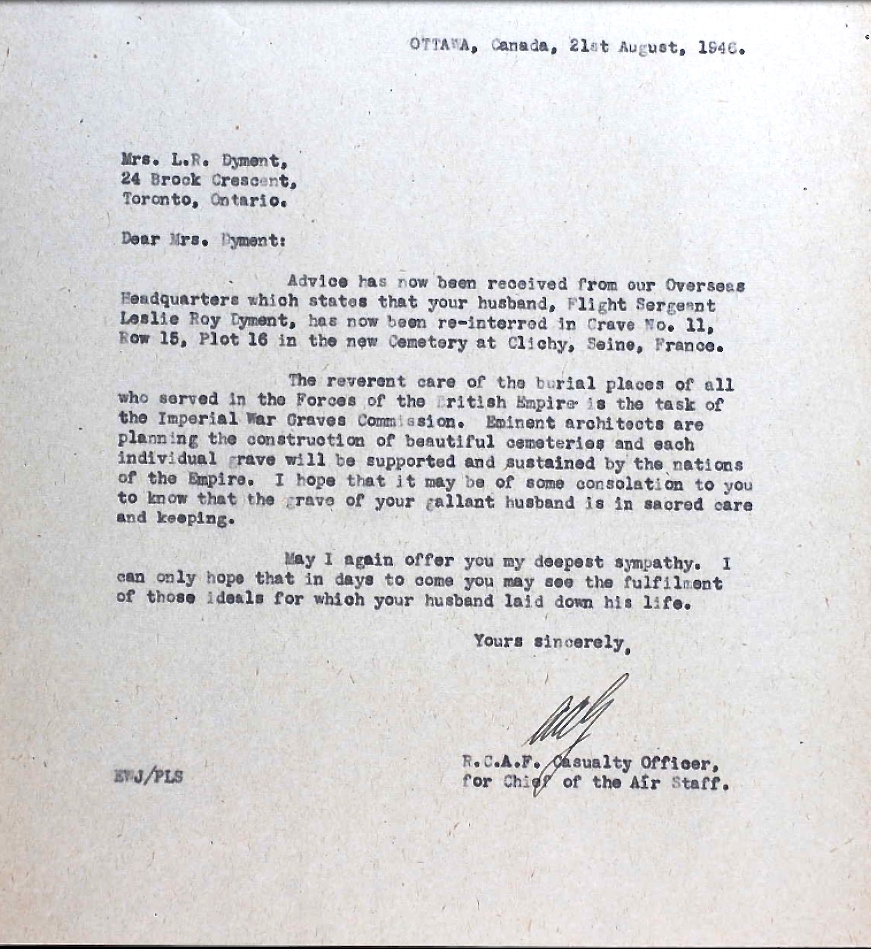 OTTAWA, Canada, 21st August, 1946.
Mrs. L.R. Dyment,
24 Brock Crescent,
Toronto, Ontario.
Dear Mrs. Dyment:
Advice has now been received from our Overseas
Headquarters which states that your husband, Flight Sergeant
Leslie Roy Dyment, has now been re-interred in Grave No. 11,
Row 15, Plot 16 in the new Cemetery at Clichy, Seine, France.
The reverent care of the burial places of all
who served in the Forces of the British Empire is the task of
the Imperial War Graves Commission. Eminent architects are
planning the construction of beautiful cemeteries and each
individual grave will be supported and sustained by the nations
of the Empire. I hope that it may be of some consolation to you
to know that the grave of your gallant husband is in sacred care
and keeping.
May I again offer you my deepest sympathy. I
can only hope that in days to come you may see the fulfilment
of those ideals for which your husband laid down his life.
Yours sincerely,
R.C.A.F. Casualty Officer,
for Chief of the Air Staff.
EWJ/PLS